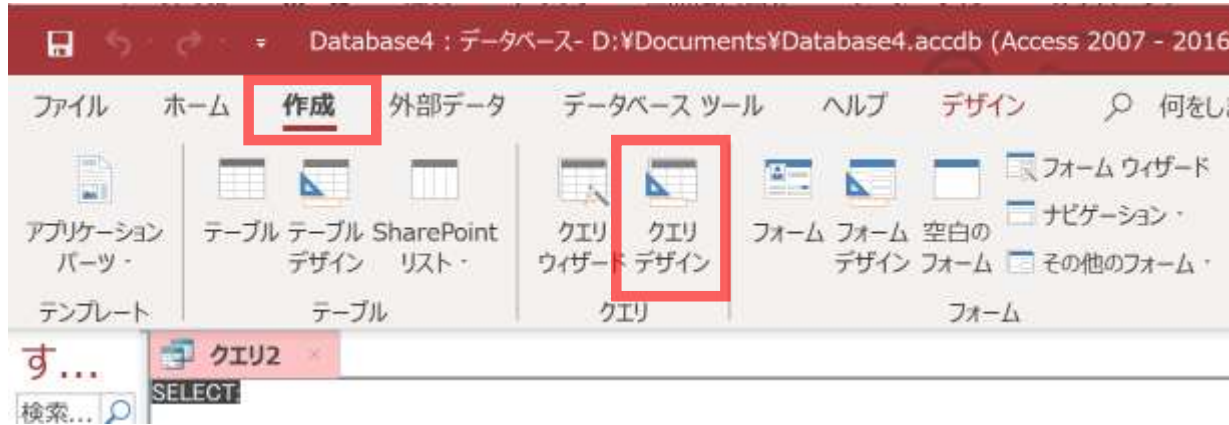 Database4 : データベース- D:¥Documents¥Database4.accdb (Access 2007 - 2016
ファイル ホーム 作成 外部データ データベース ツール ヘルプ デザイン 何をし
アプリケーション パーツ
テーブル
テーブル デザイン
SharePoint リスト
クエリ ウィザード
クエリ デザイン
フォーム
フォーム デザイン
空白の フォーム
フォーム ウィザード
ナビゲーション
その他のフォーム
テンプレート テーブル クエリ フォーム
す... クエリ2 ×
検索... SELECT;